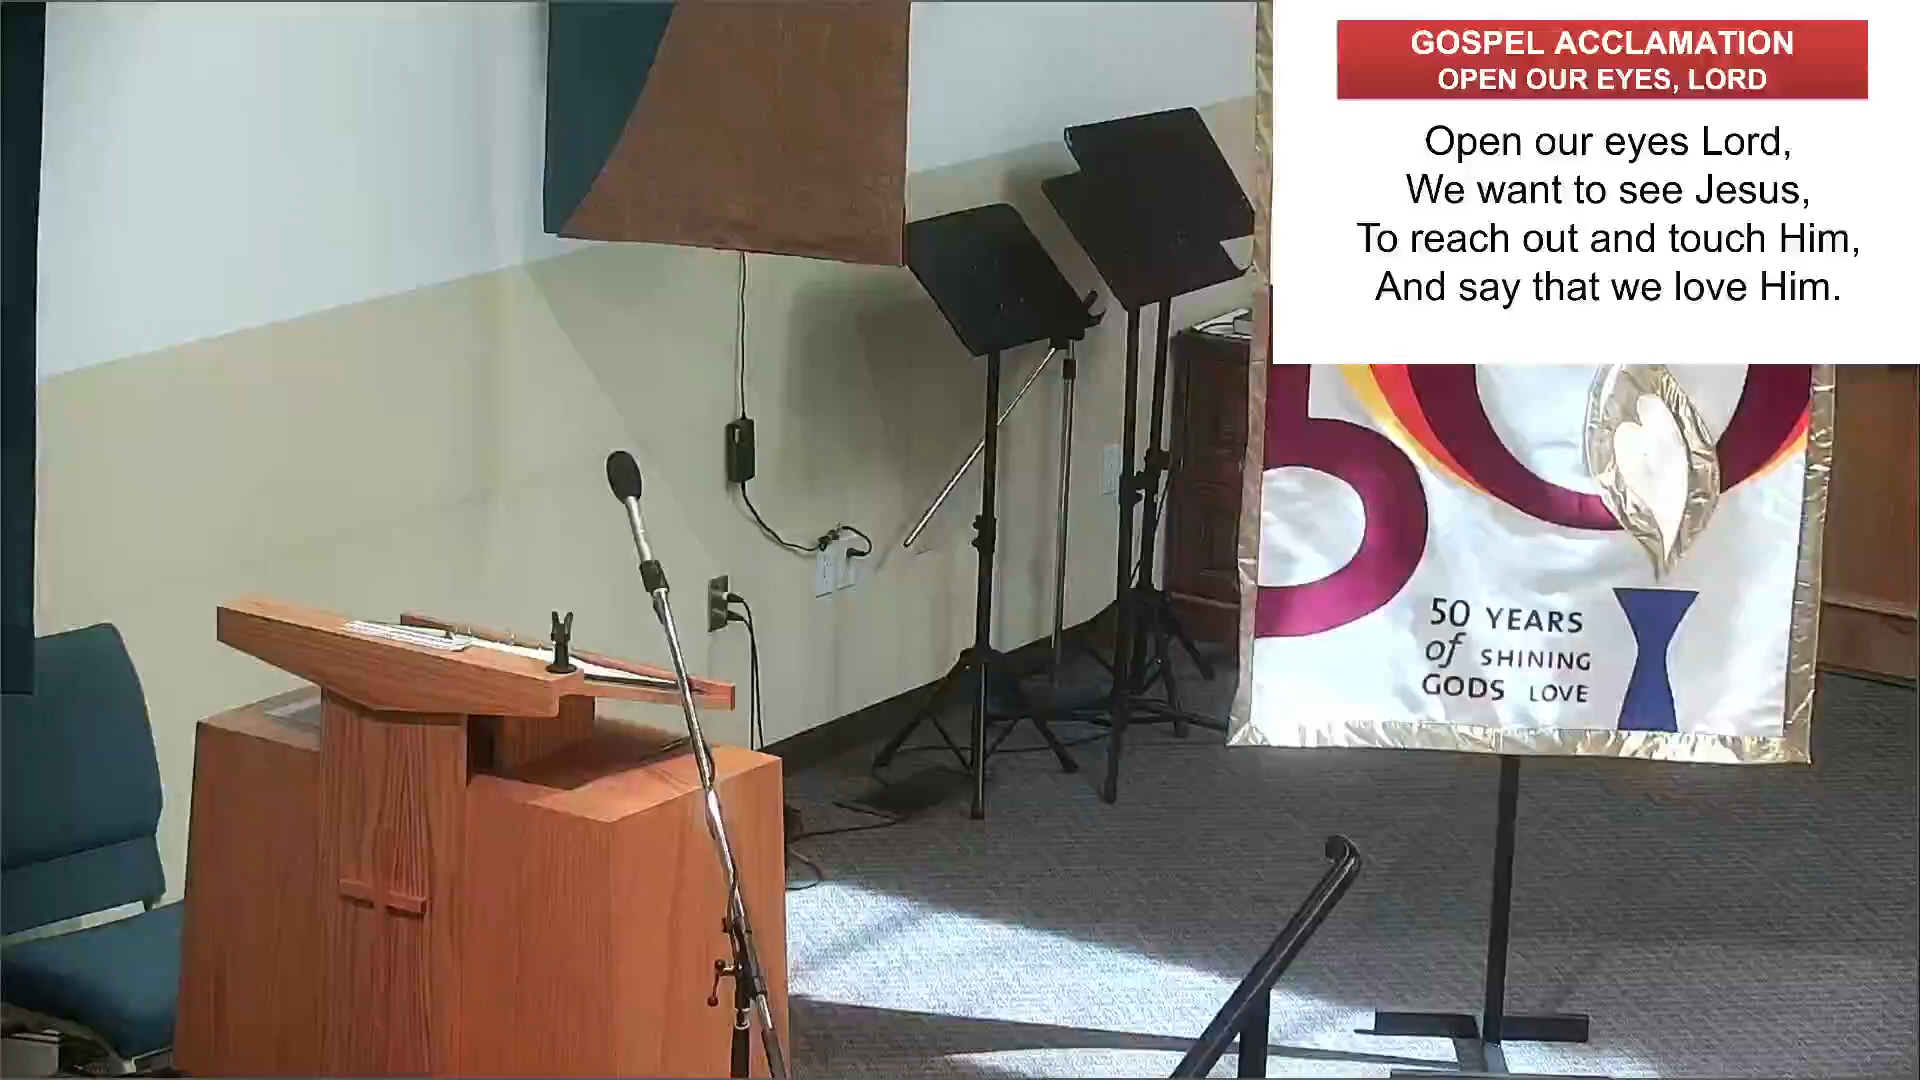 GOSPEL ACCLAMATION
OPEN OUR EYES, LORD
Open our eyes Lord,
We want to see Jesus,
To reach out and touch Him,
And say that we love Him.
50
50 YEARS
of SHINING
GODS LOVE